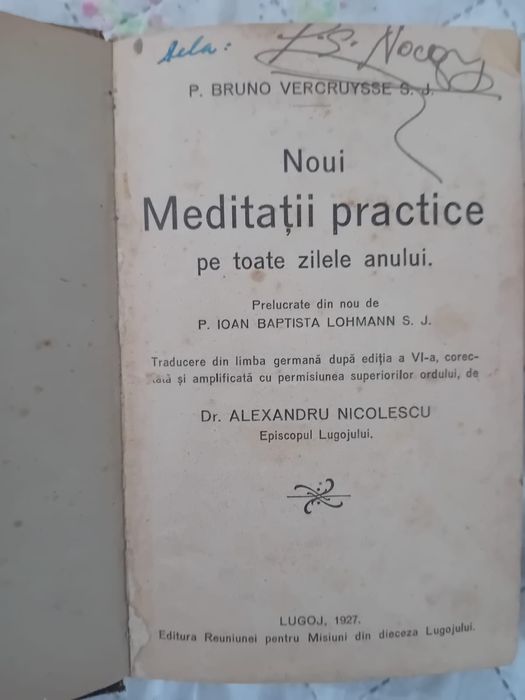 dela:
P. BRUNO VERCRUYSSE S. J.
Noui
Meditații practice
pe toate zilele anului.
Prelucrate din nou de
P. IOAN BAPTISTA LOHMANN S. J.
Traducere din limba germană după ediția a VI-a, corec-
tată și amplificată cu permisiunea superiorilor ordului, de
Dr. ALEXANDRU NICOLESCU
Episcopul Lugojului.
LUGOJ, 1927.
Editura Reuniunei pentru Misiuni din dieceza Lugojului.